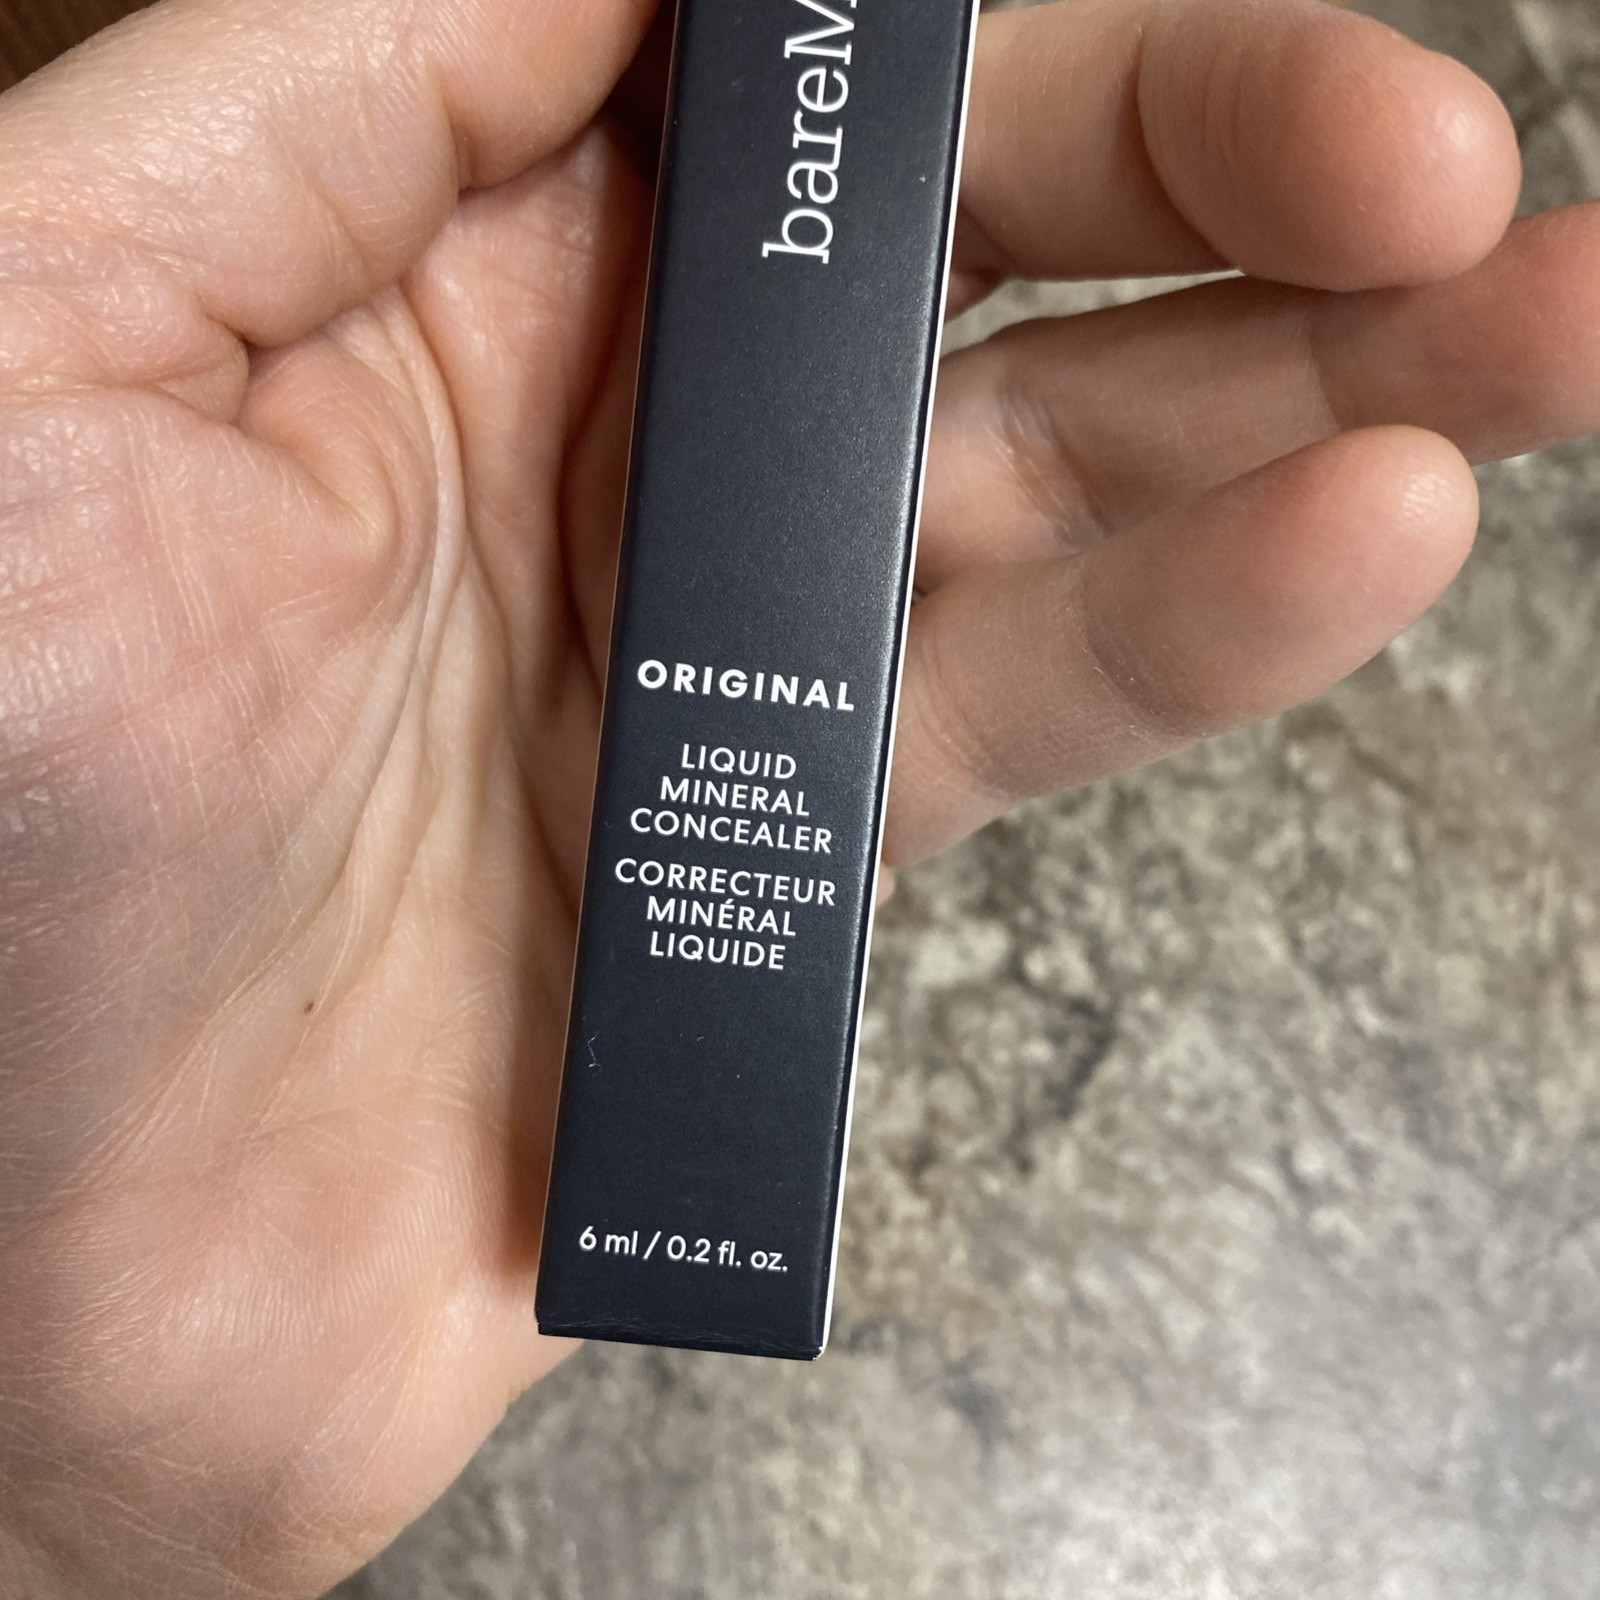 bareM
ORIGINAL
LIQUID
MINERAL
CONCEALER
CORRECTEUR
MINÉRAL
LIQUIDE
6 ml / 0.2 fl. oz.